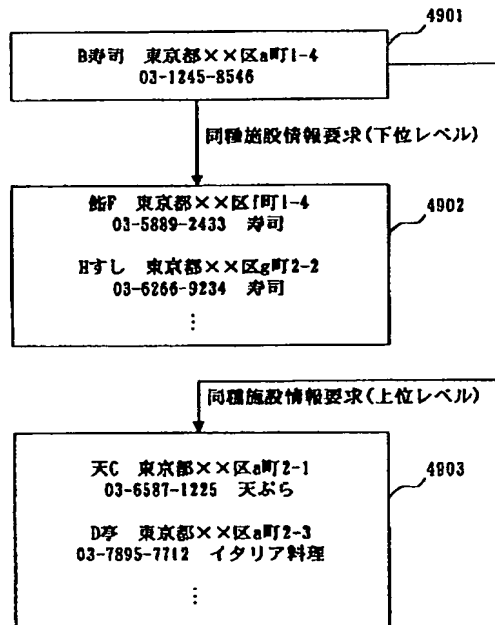 4901
B寿司 東京都××区a町1-4
03-1245-8546
同種施設情報要求(下位レベル)
4902
鮨F 東京都××区f町1-4
03-5889-2433 寿司
Hすし 東京都××区g町2-2
03-6266-9234 寿司
⋮
同種施設情報要求(上位レベル)
4903
天C 東京都××区a町2-1
03-6587-1225 天ぷら
D亭 東京都××区a町2-3
03-7895-7712 イタリア料理
⋮